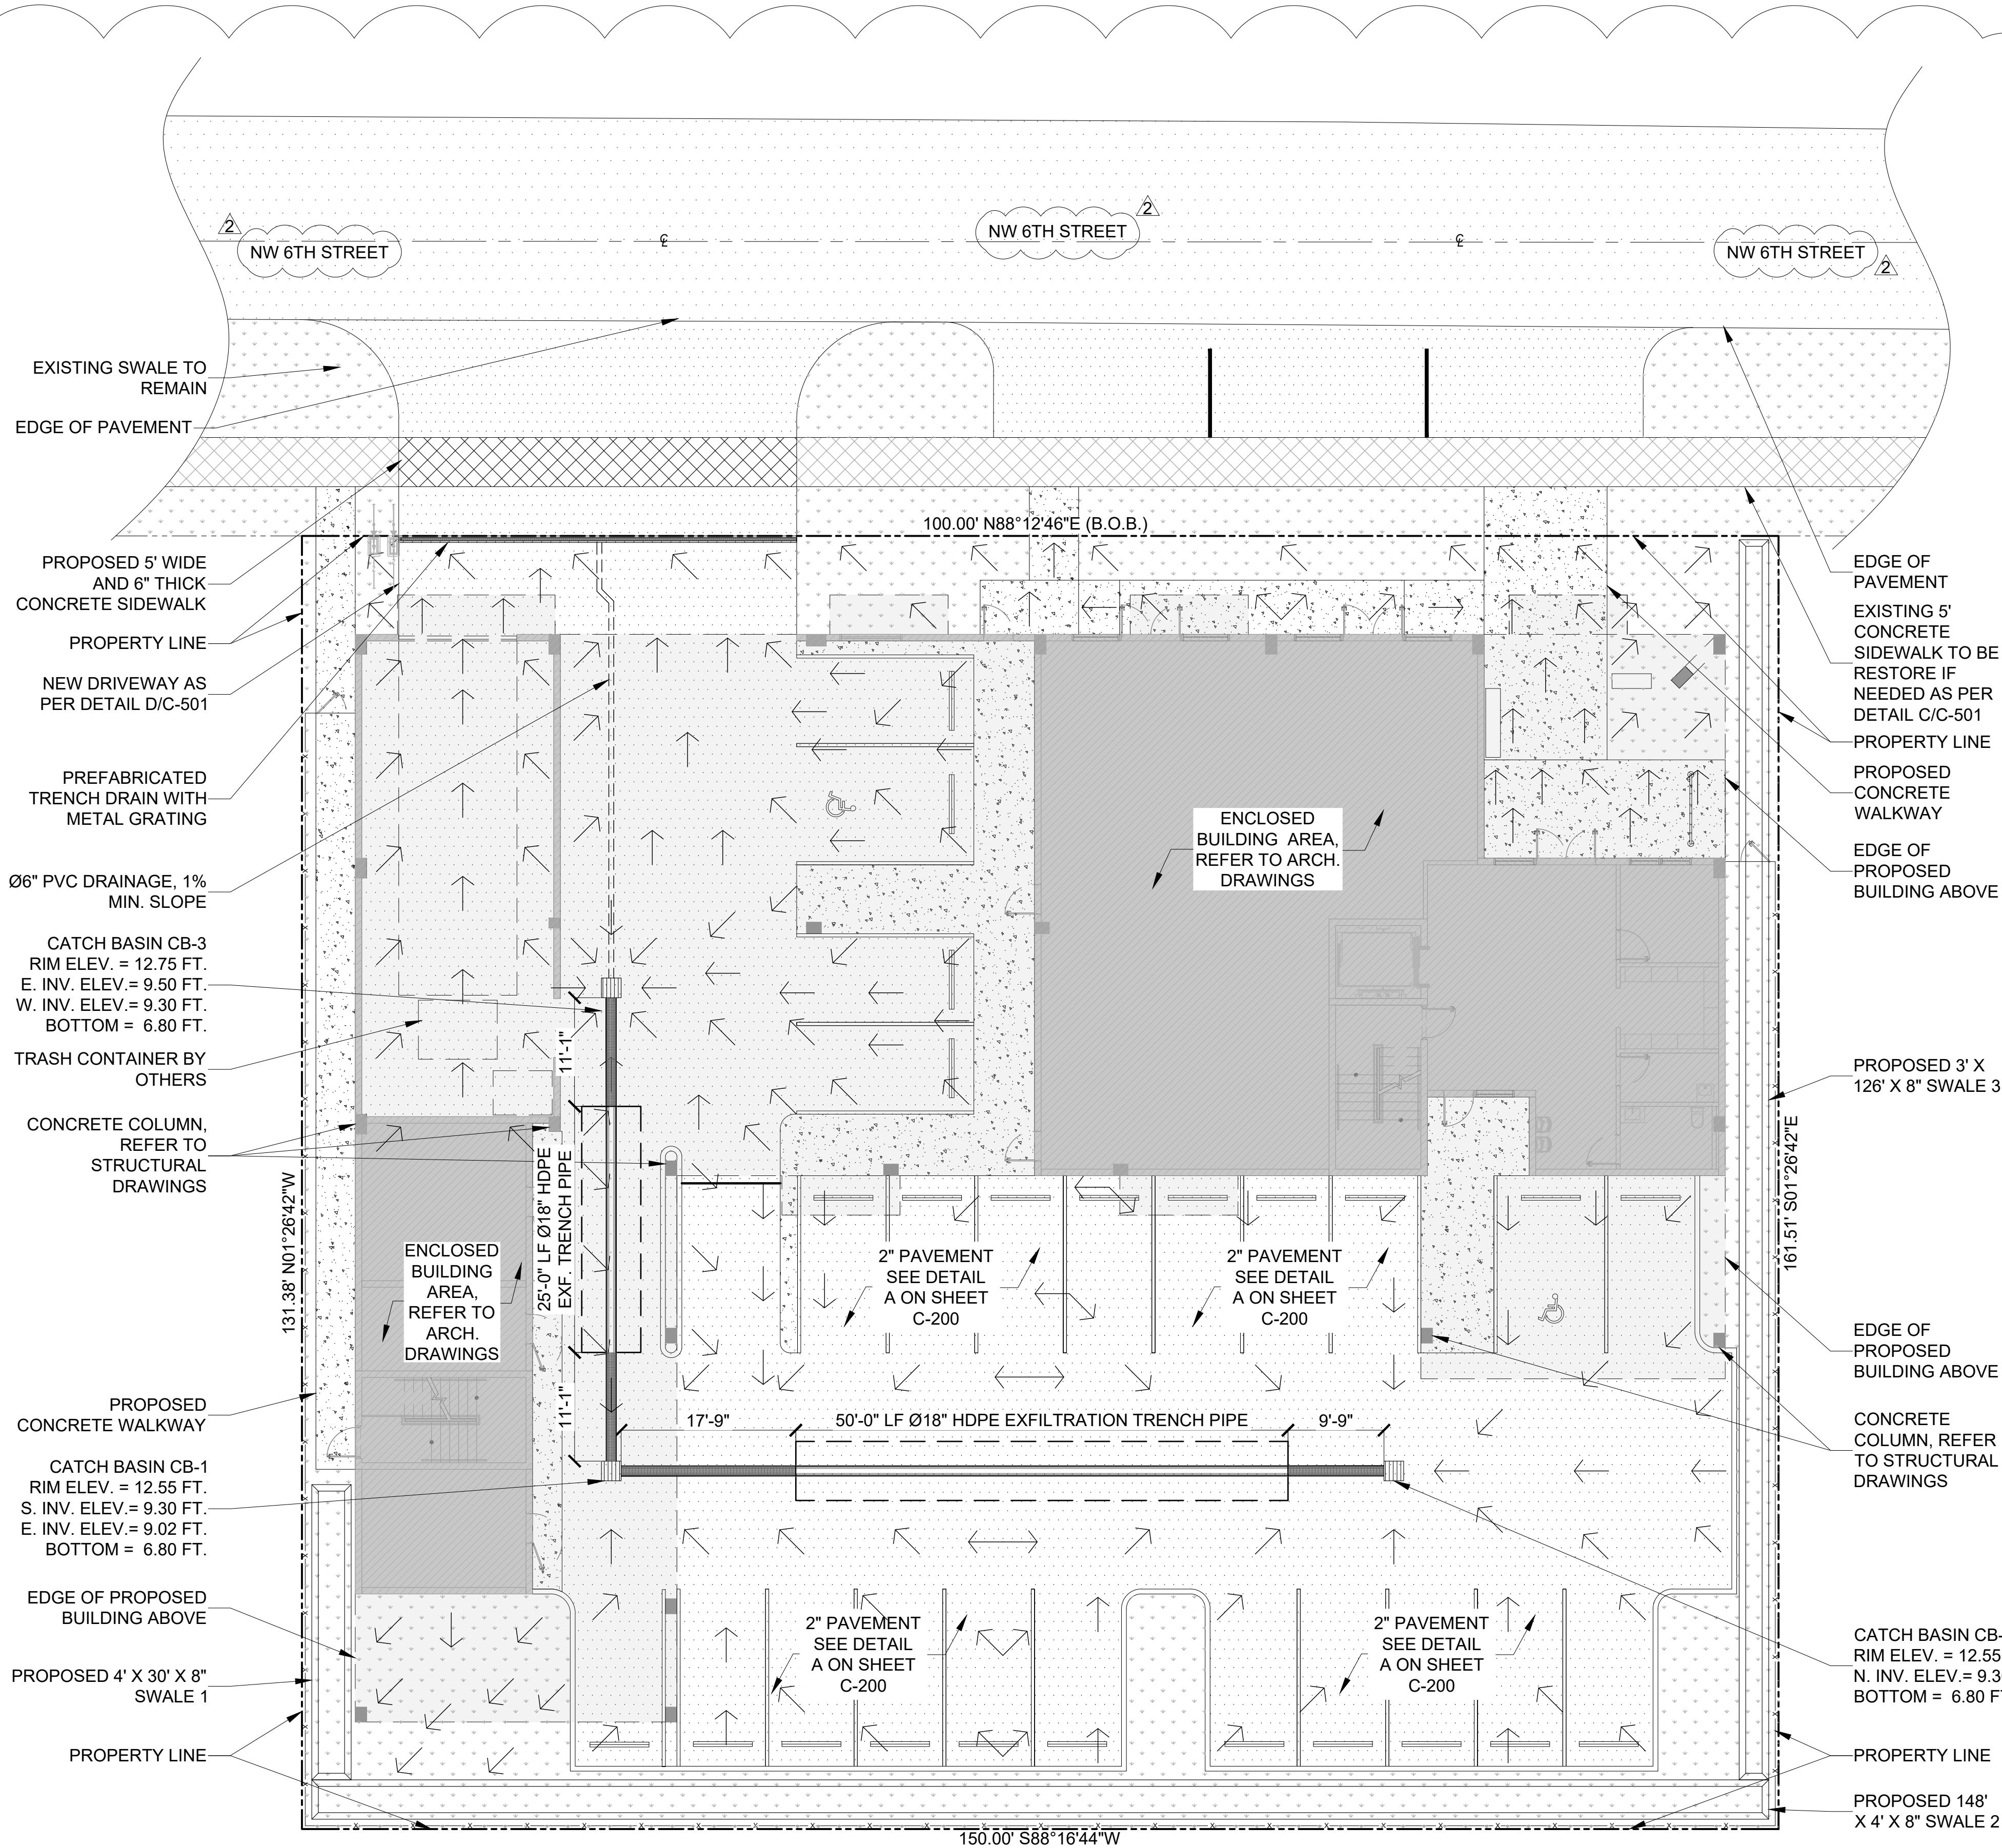 2
NW 6TH STREET
℄
NW 6TH STREET
2
℄
NW 6TH STREET
2
EXISTING SWALE TO
REMAIN
EDGE OF PAVEMENT
PROPOSED 5' WIDE
AND 6" THICK
CONCRETE SIDEWALK
PROPERTY LINE
NEW DRIVEWAY AS
PER DETAIL D/C-501
PREFABRICATED
TRENCH DRAIN WITH
METAL GRATING
Ø6" PVC DRAINAGE, 1%
MIN. SLOPE
CATCH BASIN CB-3
RIM ELEV. = 12.75 FT.
E. INV. ELEV.= 9.50 FT.
W. INV. ELEV.= 9.30 FT.
BOTTOM = 6.80 FT.
TRASH CONTAINER BY
OTHERS
CONCRETE COLUMN,
REFER TO
STRUCTURAL
DRAWINGS
131.38' N01°26'42"W
PROPOSED
CONCRETE WALKWAY
CATCH BASIN CB-1
RIM ELEV. = 12.55 FT.
S. INV. ELEV.= 9.30 FT.
E. INV. ELEV.= 9.02 FT.
BOTTOM = 6.80 FT.
EDGE OF PROPOSED
BUILDING ABOVE
PROPOSED 4' X 30' X 8"
SWALE 1
PROPERTY LINE
100.00' N88°12'46"E (B.O.B.)
ENCLOSED
BUILDING AREA,
REFER TO ARCH.
DRAWINGS
11'-1"
25'-0" LF Ø18" HDPE
EXF. TRENCH PIPE
11'-1"
ENCLOSED
BUILDING
AREA,
REFER TO
ARCH.
DRAWINGS
2" PAVEMENT
SEE DETAIL
A ON SHEET
C-200
2" PAVEMENT
SEE DETAIL
A ON SHEET
C-200
17'-9"
50'-0" LF Ø18" HDPE EXFILTRATION TRENCH PIPE
9'-9"
2" PAVEMENT
SEE DETAIL
A ON SHEET
C-200
2" PAVEMENT
SEE DETAIL
A ON SHEET
C-200
150.00' S88°16'44"W
EDGE OF
PAVEMENT
EXISTING 5'
CONCRETE
SIDEWALK TO BE
RESTORE IF
NEEDED AS PER
DETAIL C/C-501
PROPERTY LINE
PROPOSED
CONCRETE
WALKWAY
EDGE OF
PROPOSED
BUILDING ABOVE
PROPOSED 3' X
126' X 8" SWALE 3
161.51' S01°26'42"E
EDGE OF
PROPOSED
BUILDING ABOVE
CONCRETE
COLUMN, REFER
TO STRUCTURAL
DRAWINGS
CATCH BASIN CB-
RIM ELEV. = 12.55
N. INV. ELEV.= 9.3
BOTTOM = 6.80 F
PROPERTY LINE
PROPOSED 148'
X 4' X 8" SWALE 2